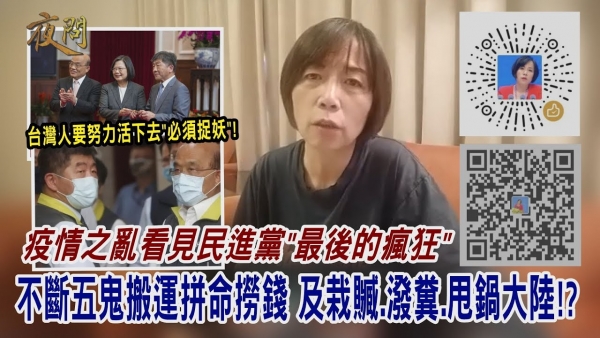 夜問
台灣人要努力活下去"必須捉妖"!
疫情之亂看見民進黨"最後的瘋狂"
不斷五鬼搬運拼命撈錢 及栽贓.潑糞.甩鍋大陸!?